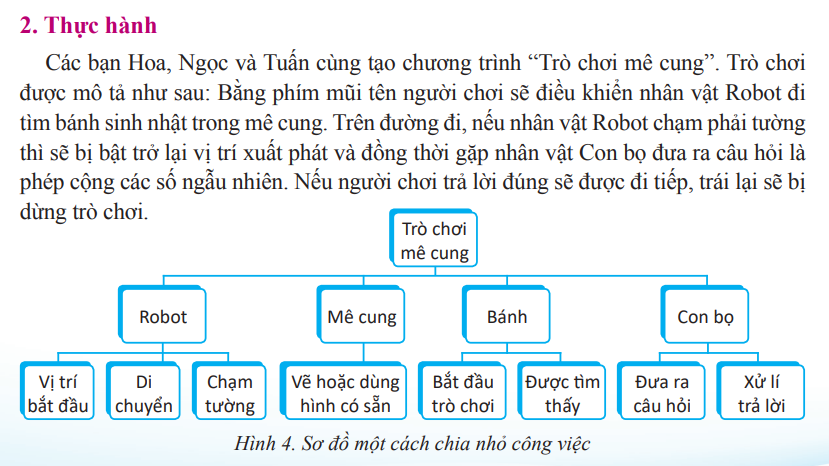 2. Thực hành
Các bạn Hoa, Ngọc và Tuấn cùng tạo chương trình “Trò chơi mê cung”. Trò chơi
được mô tả như sau: Bằng phím mũi tên người chơi sẽ điều khiển nhân vật Robot đi
tìm bánh sinh nhật trong mê cung. Trên đường đi, nếu nhân vật Robot chạm phải tường
thì sẽ bị bật trở lại vị trí xuất phát và đồng thời gặp nhân vật Con bọ đưa ra câu hỏi là
phép cộng các số ngẫu nhiên. Nếu người chơi trả lời đúng sẽ được đi tiếp, trái lại sẽ bị
dừng trò chơi.
Trò chơi
mê cung
Robot
Mê cung
Bánh
Con bọ
Vị trí
bắt đầu
Di
chuyển
Chạm
tường
Vẽ hoặc dùng
hình có sẵn
Bắt đầu
trò chơi
Được tìm
thấy
Đưa ra
câu hỏi
Xử lí
trả lời
Hình 4. Sơ đồ một cách chia nhỏ công việc